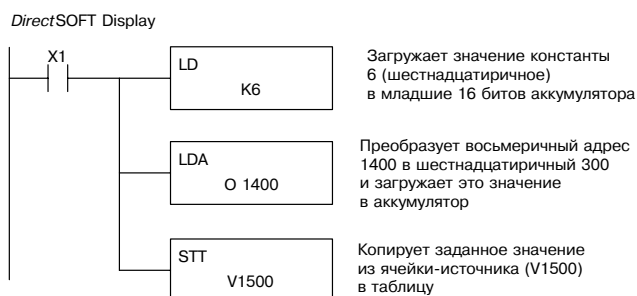 DirectSOFT Display
X1
LD
K6
Загружает значение константы
6 (шестнадцатиричное)
в младшие 16 битов аккумулятора
LDA
O 1400
Преобразует восьмеричный адрес
1400 в шестнадцатиричный 300
и загружает это значение
в аккумулятор
STT
V1500
Копирует заданное значение
из ячейки-источника (V1500)
в таблицу